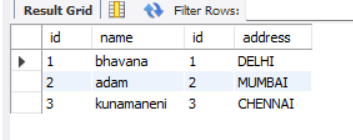 Result Grid Filter Rows:
id name id address
1 bhavana 1 DELHI
2 adam 2 MUMBAI
3 kunamaneni 3 CHENNAI